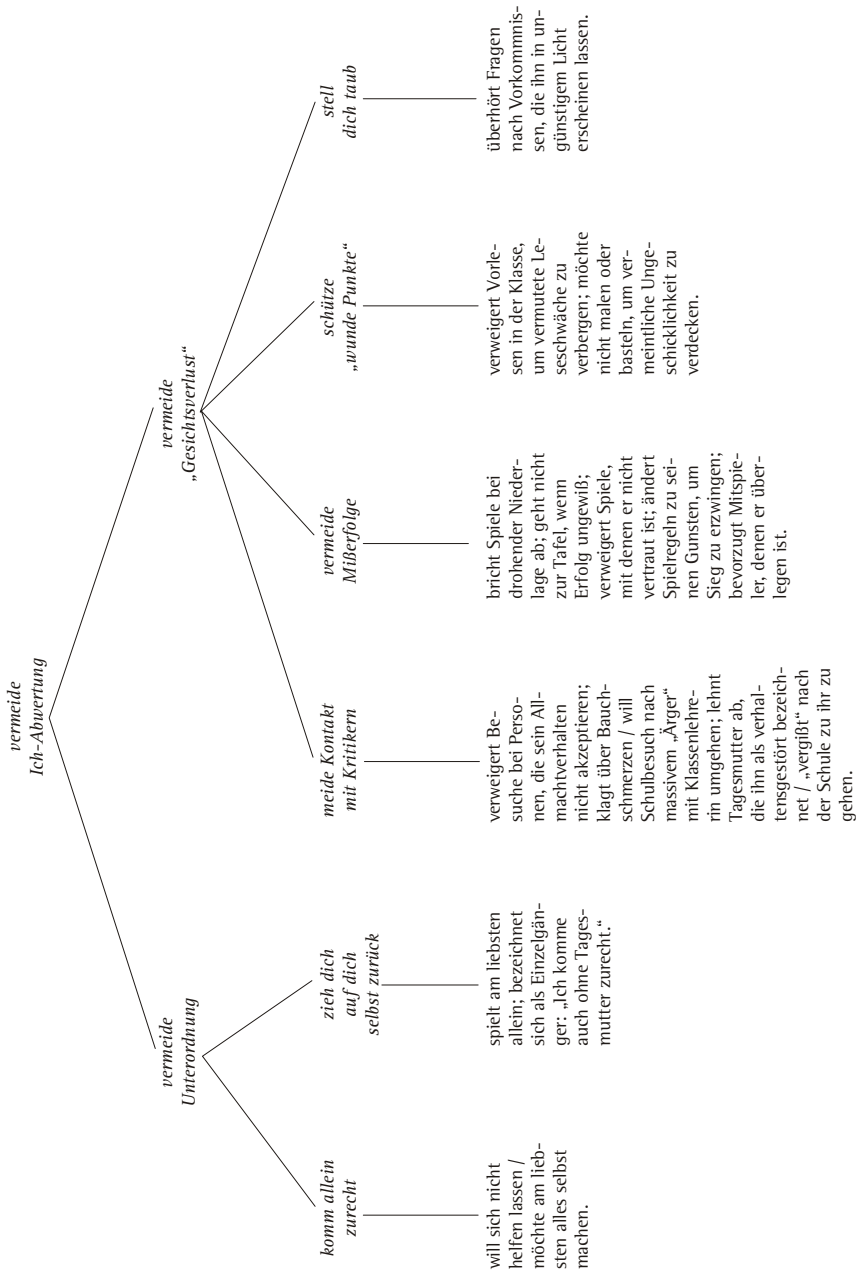 vermeide
Ich-Abwertung
vermeide
Unterordnung
vermeide
„Gesichtsverlust“
komm allein
zurecht
zieh dich
auf dich
selbst zurück
meide Kontakt
mit Kritikern
vermeide
Mißerfolge
schütze
„wunde Punkte“
stell
dich taub
will sich nicht
helfen lassen /
möchte am lieb-
sten alles selbst
machen.
spielt am liebsten
allein; bezeichnet
sich als Einzelgän-
ger: „Ich komme
auch ohne Tages-
mutter zurecht.“
verweigert Be-
suche bei Perso-
nen, die sein All-
machtverhalten
nicht akzeptieren;
klagt über Bauch-
schmerzen / will
Schulbesuch nach
massivem „Ärger“
mit Klassenlehre-
rin umgehen; lehnt
Tagesmutter ab,
die ihn als verhal-
tensgestört bezeich-
net / „vergißt“ nach
der Schule zu ihr zu
gehen.
bricht Spiele bei
drohender Nieder-
lage ab; geht nicht
zur Tafel, wenn
Erfolg ungewiß;
verweigert Spiele,
mit denen er nicht
vertraut ist; ändert
Spielregeln zu sei-
nen Gunsten, um
Sieg zu erzwingen;
bevorzugt Mitspie-
ler, denen er über-
legen ist.
verweigert Vorle-
sen in der Klasse,
um vermutete Le-
seschwäche zu
verbergen; möchte
nicht malen oder
basteln, um ver-
meintliche Unge-
schicklichkeit zu
verdecken.
überhört Fragen
nach Vorkommnis-
sen, die ihn in un-
günstigem Licht
erscheinen lassen.